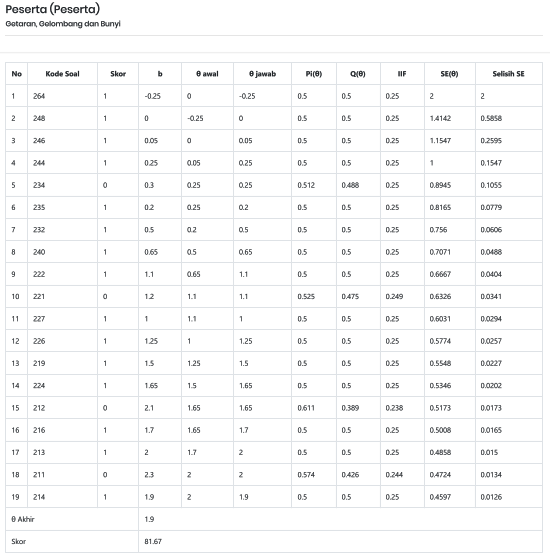 Peserta (Peserta)
Getaran, Gelombang dan Bunyi
No Kode Soal Skor b θ awal θ jawab Pi(θ) Q(θ) IIF SE(θ) Selisih SE
1 264 1 -0.25 0 -0.25 0.5 0.5 0.25 2 2
2 248 1 0 -0.25 0 0.5 0.5 0.25 1.4142 0.5858
3 246 1 0.05 0 0.05 0.5 0.5 0.25 1.1547 0.2595
4 244 1 0.25 0.05 0.25 0.5 0.5 0.25 1 0.1547
5 234 0 0.3 0.25 0.25 0.512 0.488 0.25 0.8945 0.1055
6 235 1 0.2 0.25 0.2 0.5 0.5 0.25 0.8165 0.0779
7 232 1 0.5 0.2 0.5 0.5 0.5 0.25 0.756 0.0606
8 240 1 0.65 0.5 0.65 0.5 0.5 0.25 0.7071 0.0488
9 222 1 1.1 0.65 1.1 0.5 0.5 0.25 0.6667 0.0404
10 221 0 1.2 1.1 1.1 0.525 0.475 0.249 0.6326 0.0341
11 227 1 1 1.1 1 0.5 0.5 0.25 0.6031 0.0294
12 226 1 1.25 1 1.25 0.5 0.5 0.25 0.5774 0.0257
13 219 1 1.5 1.25 1.5 0.5 0.5 0.25 0.5548 0.0227
14 224 1 1.65 1.5 1.65 0.5 0.5 0.25 0.5346 0.0202
15 212 0 2.1 1.65 1.65 0.611 0.389 0.238 0.5173 0.0173
16 216 1 1.7 1.65 1.7 0.5 0.5 0.25 0.5008 0.0165
17 213 1 2 1.7 2 0.5 0.5 0.25 0.4858 0.015
18 211 0 2.3 2 2 0.574 0.426 0.244 0.4724 0.0134
19 214 1 1.9 2 1.9 0.5 0.5 0.25 0.4597 0.0126
θ Akhir 1.9
Skor 81.67